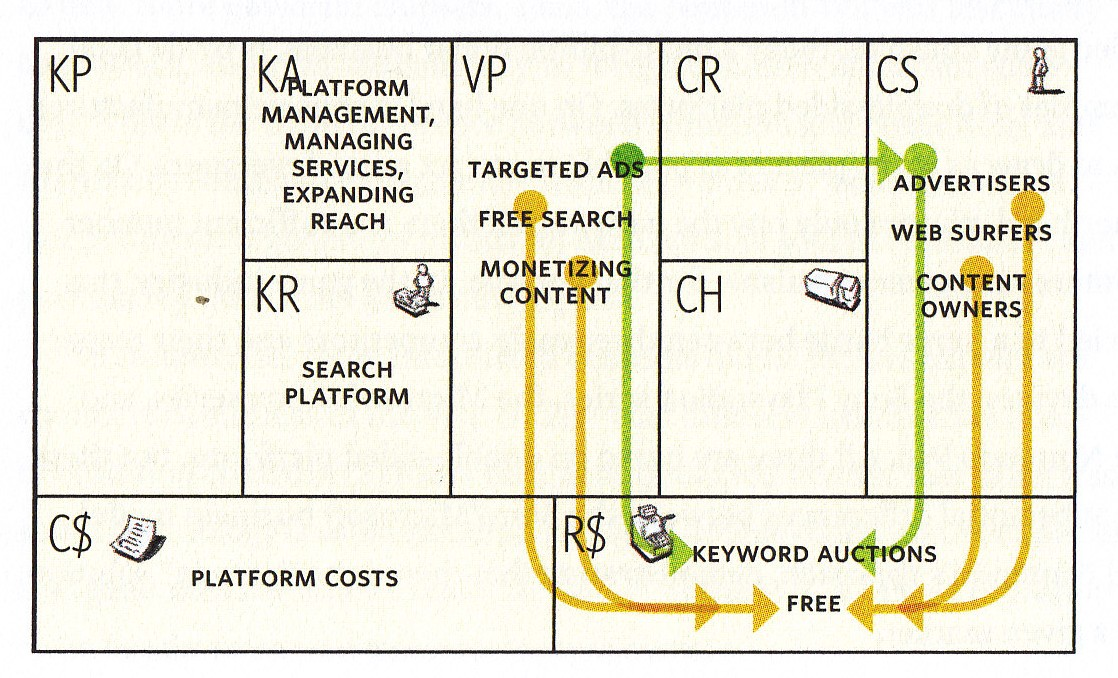 KP
KA
PLATFORM
MANAGEMENT,
MANAGING
SERVICES,
EXPANDING
REACH
KR
SEARCH
PLATFORM
VP
TARGETED ADS
FREE SEARCH
MONETIZING
CONTENT
CR
CH
CS
ADVERTISERS
WEB SURFERS
CONTENT
OWNERS
C$
PLATFORM COSTS
R$
KEYWORD AUCTIONS
FREE